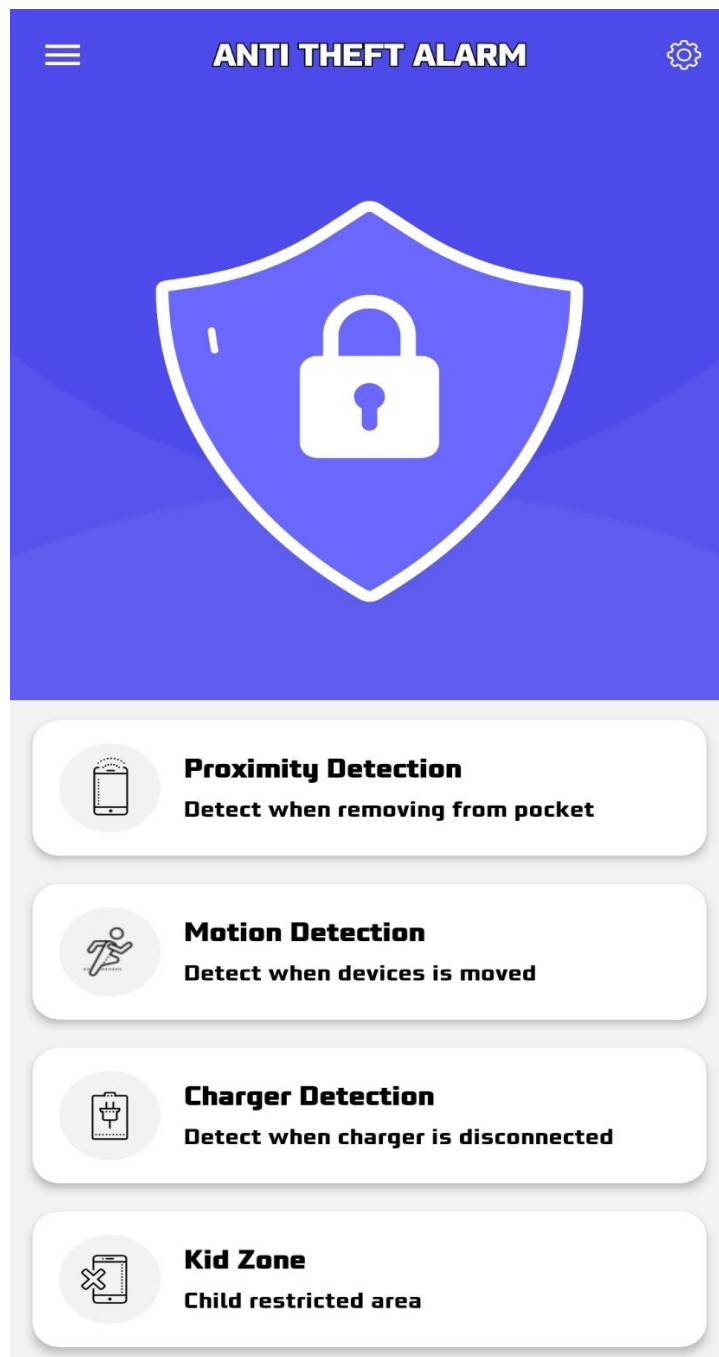 ANTI THEFT ALARM
Proximity Detection
Detect when removing from pocket
Motion Detection
Detect when devices is moved
Charger Detection
Detect when charger is disconnected
Kid Zone
Child restricted area